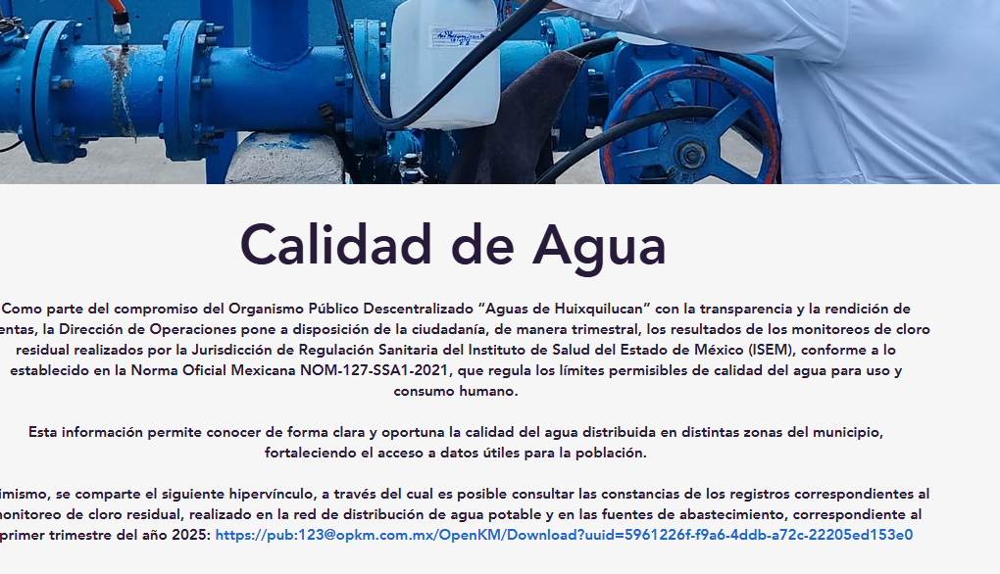 Calidad de Agua
Como parte del compromiso del Organismo Público Descentralizado “Aguas de Huixquilucan” con la transparencia y la rendición de
entas, la Dirección de Operaciones pone a disposición de la ciudadanía, de manera trimestral, los resultados de los monitoreos de cloro
residual realizados por la Jurisdicción de Regulación Sanitaria del Instituto de Salud del Estado de México (ISEM), conforme a lo
establecido en la Norma Oficial Mexicana NOM-127-SSA1-2021, que regula los límites permisibles de calidad del agua para uso y
consumo humano.
Esta información permite conocer de forma clara y oportuna la calidad del agua distribuida en distintas zonas del municipio,
fortaleciendo el acceso a datos útiles para la población.
imismo, se comparte el siguiente hipervínculo, a través del cual es posible consultar las constancias de los registros correspondientes al
onitoreo de cloro residual, realizado en la red de distribución de agua potable y en las fuentes de abastecimiento, correspondiente al
primer trimestre del año 2025: https://pub:123@opkm.com.mx/OpenKM/Download?uuid=5961226f-f9a6-4ddb-a72c-22205ed153e0